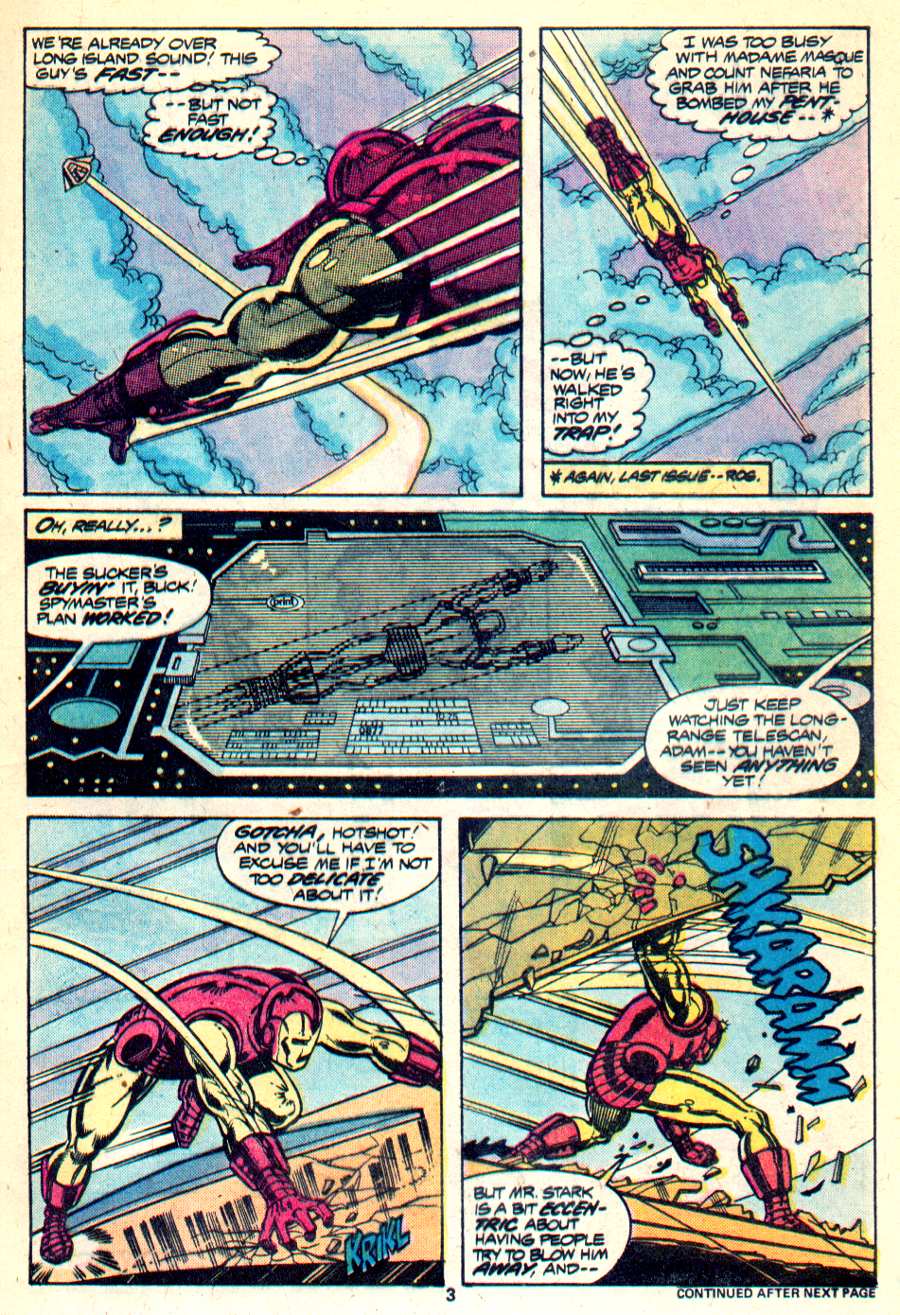 WE'RE ALREADY OVER
LONG ISLAND SOUND! THIS
GUY'S FAST--
--BUT NOT
FAST
ENOUGH!
I WAS TOO BUSY
WITH MADAME MASQUE
AND COUNT NEFARIA TO
GRAB HIM AFTER HE
BOMBED MY PENT-
HOUSE--*
--BUT
NOW, HE'S
WALKED
RIGHT
INTO MY
TRAP!
* AGAIN, LAST ISSUE--ROG.
OH, REALLY...?
THE SUCKER'S
BUYIN' IT, BUCK!
SPYMASTER'S
PLAN WORKED!
print
JUST KEEP
WATCHING THE LONG-
RANGE TELESCAN,
ADAM--YOU HAVEN'T
SEEN ANYTHING
YET!
GOTCHA, HOTSHOT!
AND YOU'LL HAVE TO
EXCUSE ME IF I'M NOT
TOO DELICATE
ABOUT IT!
KRIKL
SHKARAMM
BUT MR. STARK
IS A BIT ECCEN-
TRIC ABOUT
HAVING PEOPLE
TRY TO BLOW HIM
AWAY, AND--
3
CONTINUED AFTER NEXT PAGE